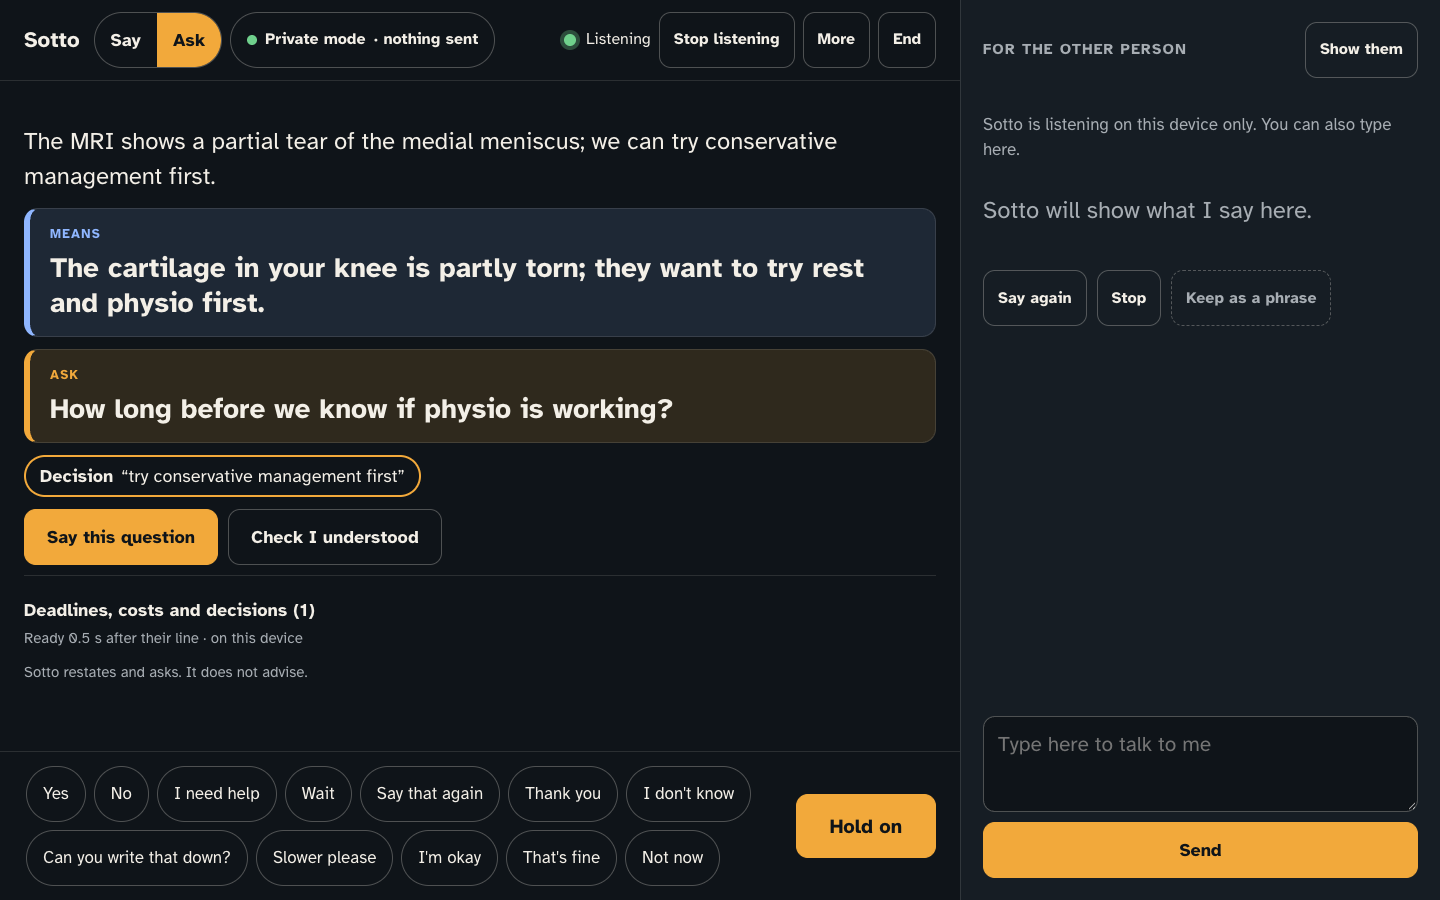 Sotto
Say
Ask
Private mode · nothing sent
Listening
Stop listening
More
End
The MRI shows a partial tear of the medial meniscus; we can try conservative
management first.
MEANS
The cartilage in your knee is partly torn; they want to try rest
and physio first.
ASK
How long before we know if physio is working?
Decision “try conservative management first”
Say this question
Check I understood
Deadlines, costs and decisions (1)
Ready 0.5 s after their line · on this device
Sotto restates and asks. It does not advise.
Yes
No
I need help
Wait
Say that again
Thank you
I don't know
Can you write that down?
Slower please
I'm okay
That's fine
Not now
Hold on
FOR THE OTHER PERSON
Show them
Sotto is listening on this device only. You can also type
here.
Sotto will show what I say here.
Say again
Stop
Keep as a phrase
Type here to talk to me
Send